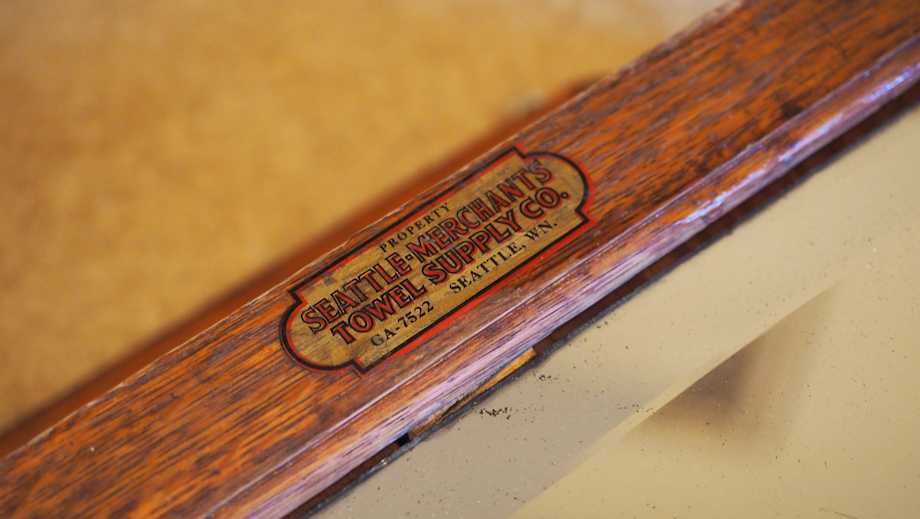 PROPERTY
SEATTLE-MERCHANTS
TOWEL SUPPLY CO.
GA-7522 SEATTLE, WN.